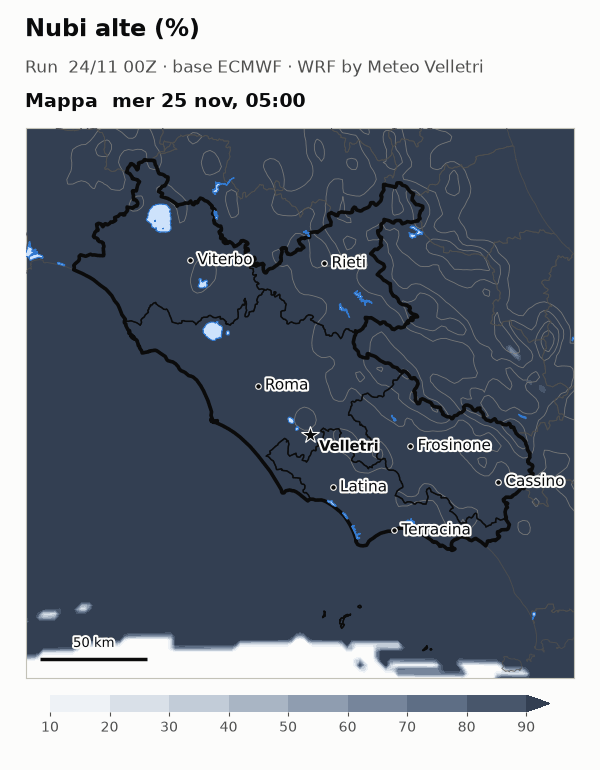 Nubi alte (%)
Run 24/11 00Z · base ECMWF · WRF by Meteo Velletri
Mappa mer 25 nov, 05:00
Viterbo
Rieti
Roma
Velletri
Frosinone
Latina
Cassino
Terracina
50 km
10 20 30 40 50 60 70 80 90